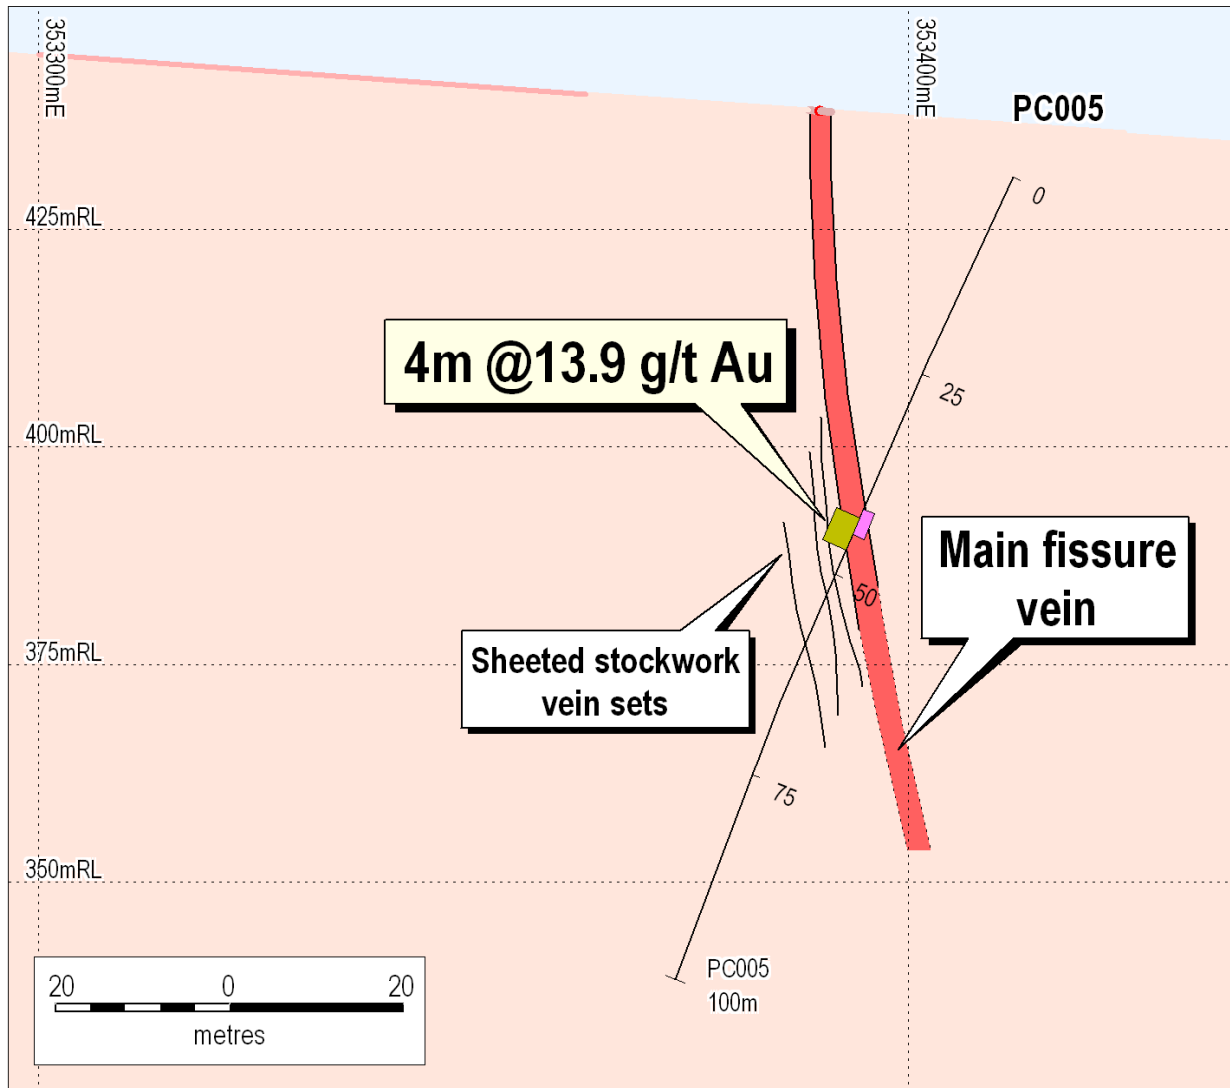 353300mE
353400mE
PC005
0
425mRL
4m @13.9 g/t Au
25
400mRL
Main fissure
vein
50
Sheeted stockwork
vein sets
375mRL
75
350mRL
PC005
100m
20 0 20
metres